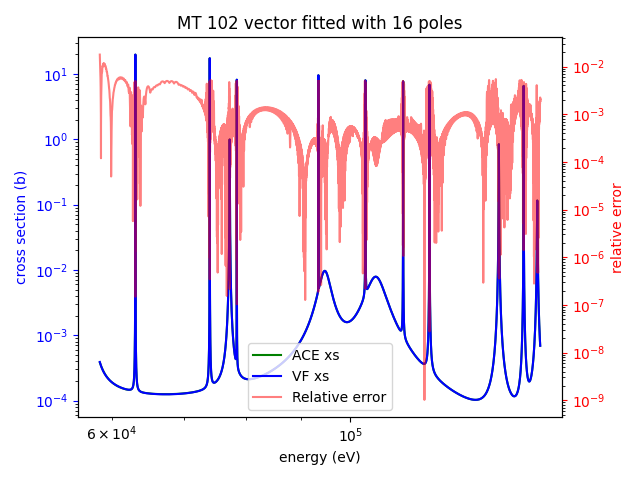 MT 102 vector fitted with 16 poles
cross section (b)
10¹
10⁰
10⁻¹
10⁻²
10⁻³
10⁻⁴
10⁻²
10⁻³
10⁻⁴
10⁻⁵
10⁻⁶
10⁻⁷
10⁻⁸
10⁻⁹
relative error
ACE xs
VF xs
Relative error
6 × 10⁴
10⁵
energy (eV)